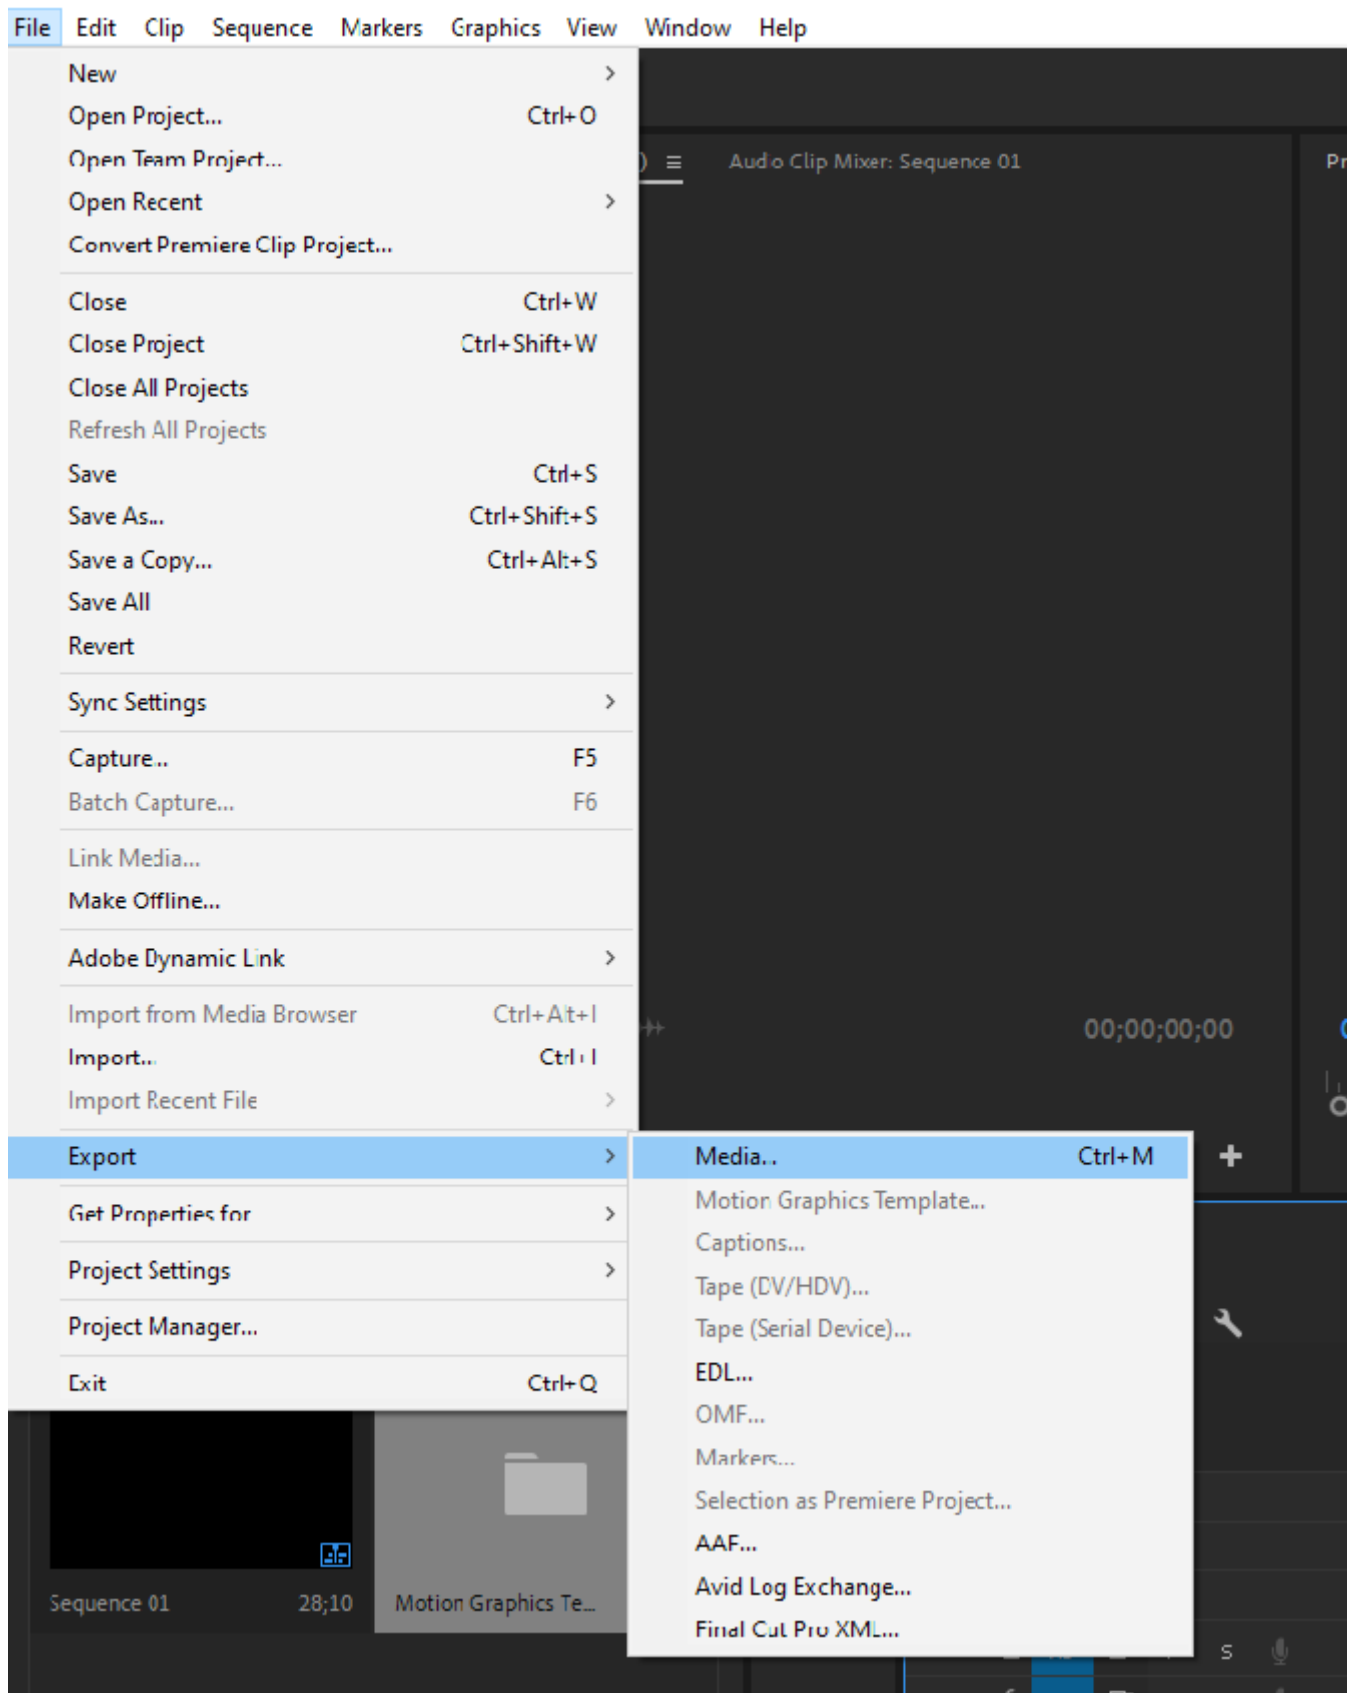 File Edit Clip Sequence Markers Graphics View Window Help
New
Open Project... Ctrl+O
Open Team Project...
Open Recent
Convert Premiere Clip Project...
Close Ctrl+W
Close Project Ctrl+Shift+W
Close All Projects
Refresh All Projects
Save Ctrl+S
Save As... Ctrl+Shift+S
Save a Copy... Ctrl+Alt+S
Save All
Revert
Sync Settings
Capture... F5
Batch Capture... F6
Link Media...
Make Offline...
Adobe Dynamic Link
Import from Media Browser Ctrl+Alt+I
Import... Ctrl+I
Import Recent File
Export
Get Properties for
Project Settings
Project Manager...
Exit Ctrl+Q
Audio Clip Mixer: Sequence 01
00;00;00;00
Media... Ctrl+M
Motion Graphics Template...
Captions...
Tape (DV/HDV)...
Tape (Serial Device)...
EDL...
OMF...
Markers...
Selection as Premiere Project...
AAF...
Avid Log Exchange...
Final Cut Pro XML...
Sequence 01 28;10
Motion Graphics Te...
S